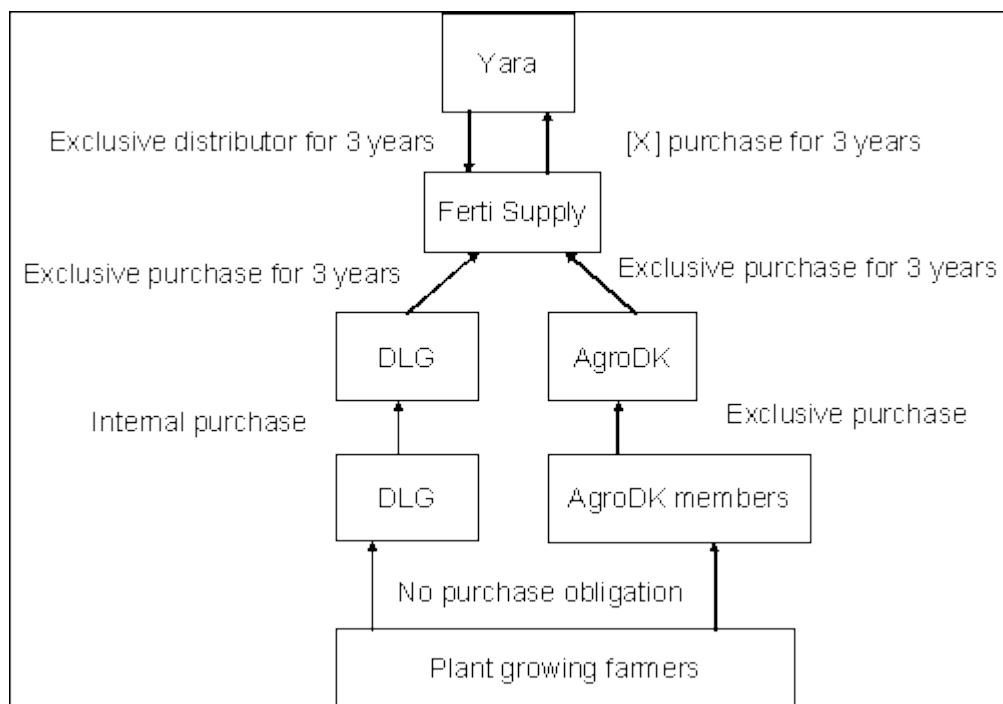 Yara
Exclusive distributor for 3 years
[X] purchase for 3 years
Ferti Supply
Exclusive purchase for 3 years
Exclusive purchase for 3 years
DLG
AgroDK
Internal purchase
Exclusive purchase
DLG
AgroDK members
No purchase obligation
Plant growing farmers